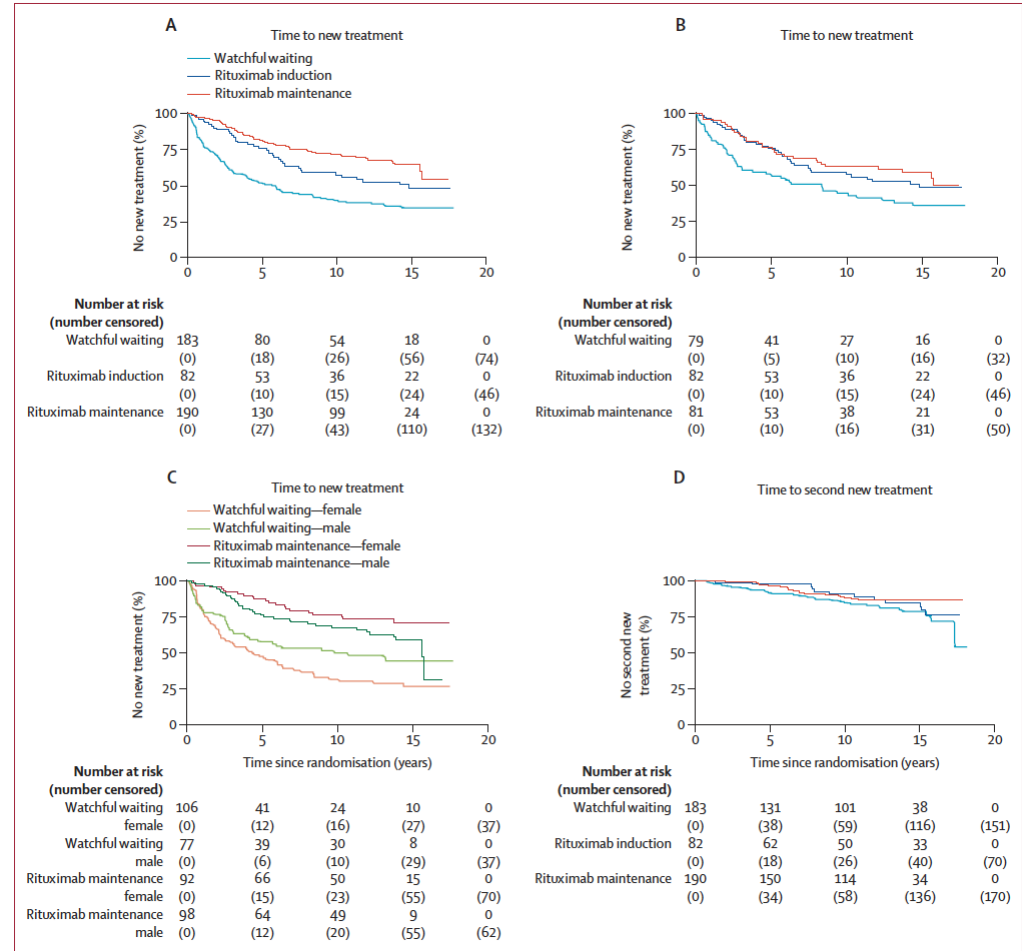 A
Time to new treatment
Watchful waiting
Rituximab induction
Rituximab maintenance
No new treatment (%)
100
75
50
25
0
0 5 10 15 20
Number at risk
(number censored)
Watchful waiting 183 80 54 18 0
(0) (18) (26) (56) (74)
Rituximab induction 82 53 36 22 0
(0) (10) (15) (24) (46)
Rituximab maintenance 190 130 99 24 0
(0) (27) (43) (110) (132)
B
Time to new treatment
No new treatment (%)
100
75
50
25
0
0 5 10 15 20
Number at risk
(number censored)
Watchful waiting 79 41 27 16 0
(0) (5) (10) (16) (32)
Rituximab induction 82 53 36 22 0
(0) (10) (15) (24) (46)
Rituximab maintenance 81 53 38 21 0
(0) (10) (16) (31) (50)
C
Time to new treatment
Watchful waiting—female
Watchful waiting—male
Rituximab maintenance—female
Rituximab maintenance—male
No new treatment (%)
100
75
50
25
0
0 5 10 15 20
Time since randomisation (years)
Number at risk
(number censored)
Watchful waiting 106 41 24 10 0
female (0) (12) (16) (27) (37)
Watchful waiting 77 39 30 8 0
male (0) (6) (10) (29) (37)
Rituximab maintenance 92 66 50 15 0
female (0) (15) (23) (55) (70)
Rituximab maintenance 98 64 49 9 0
male (0) (12) (20) (55) (62)
D
Time to second new treatment
No second new
treatment (%)
100
75
50
25
0
0 5 10 15 20
Time since randomisation (years)
Number at risk
(number censored)
Watchful waiting 183 131 101 38 0
(0) (38) (59) (116) (151)
Rituximab induction 82 62 50 33 0
(0) (18) (26) (40) (70)
Rituximab maintenance 190 150 114 34 0
(0) (34) (58) (136) (170)